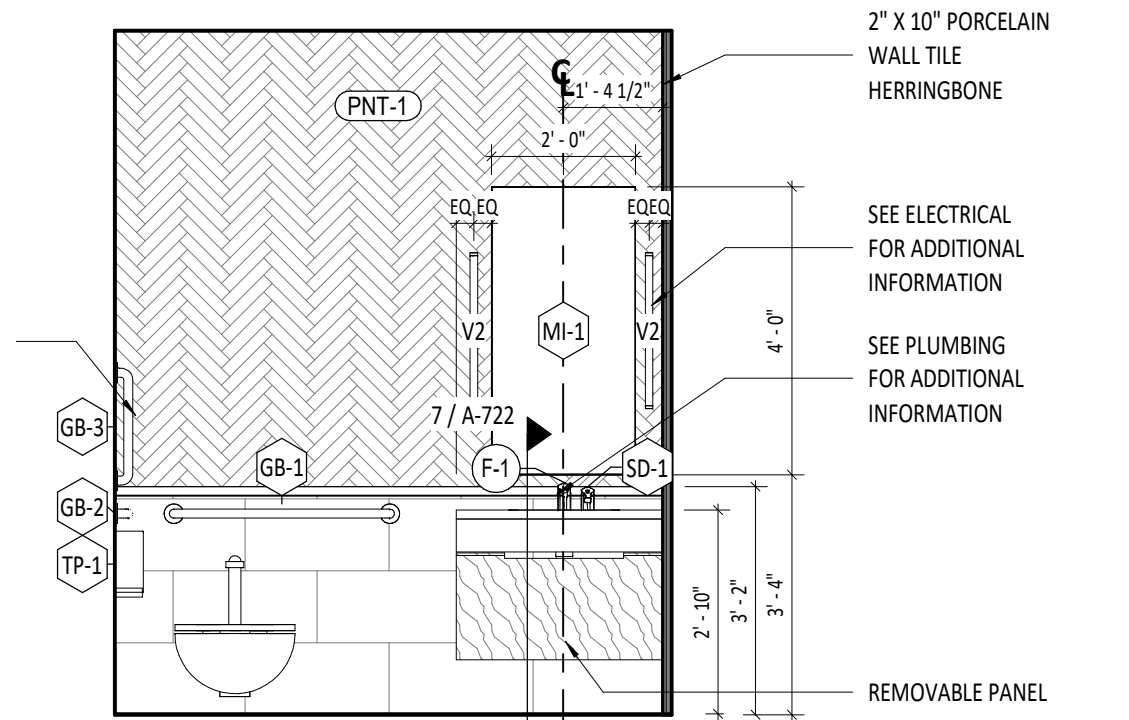 2" X 10" PORCELAIN
WALL TILE
HERRINGBONE
CL
1' - 4 1/2"
PNT-1
2' - 0"
EQ EQ
EQ EQ
SEE ELECTRICAL
FOR ADDITIONAL
INFORMATION
V2
MI-1
V2
4' - 0"
SEE PLUMBING
FOR ADDITIONAL
INFORMATION
7 / A-722
GB-3
GB-1
F-1
SD-1
GB-2
TP-1
2' - 10"
3' - 2"
3' - 4"
REMOVABLE PANEL